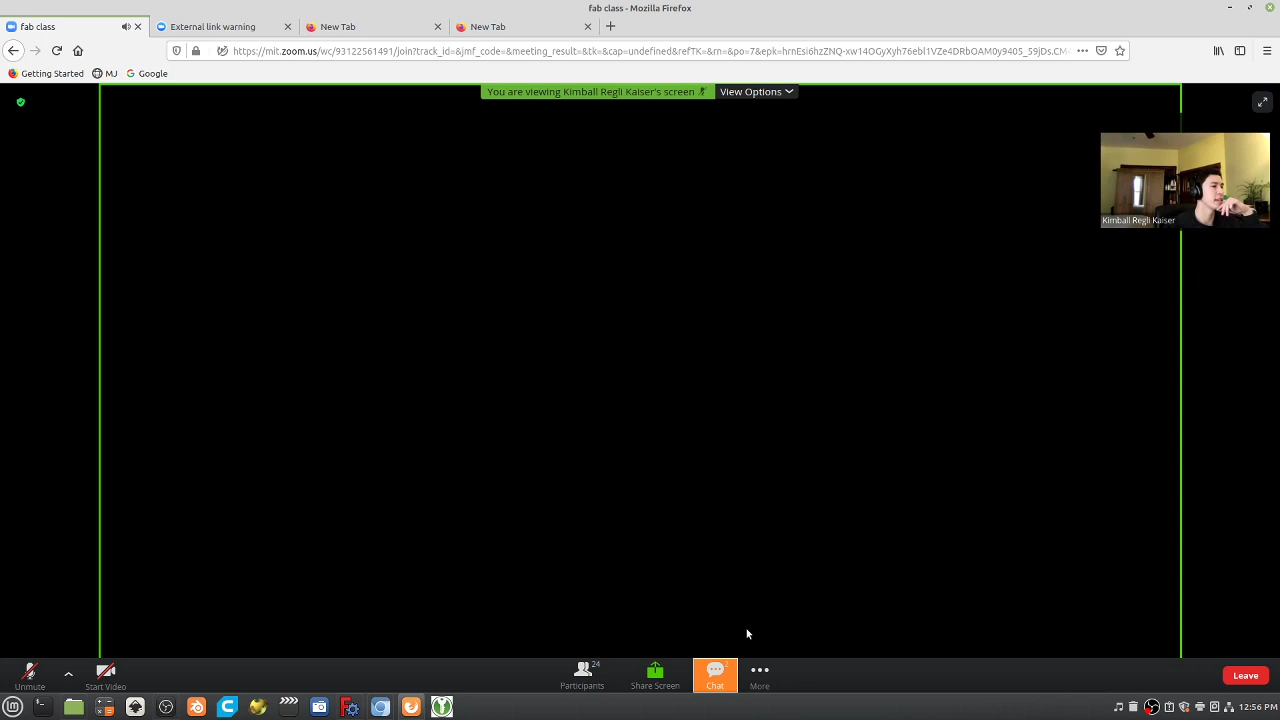 fab class - Mozilla Firefox
fab class
External link warning
New Tab
New Tab
https://mit.zoom.us/wc/93122561491/join?track_id=&jmf_code=&meeting_result=&tk=&cap=undefined&refTK=&rn=&po=7&epk=hrnEsi6hzZNQ-xw14OGyXyh76ebl1VZe4DRbOAM0y9405_59jDs.CM
Getting Started
MJ
Google
You are viewing Kimball Regli Kaiser's screen
View Options
Kimball Regli Kaiser
Unmute
Start Video
24
Participants
Share Screen
Chat
More
Leave
12:56 PM